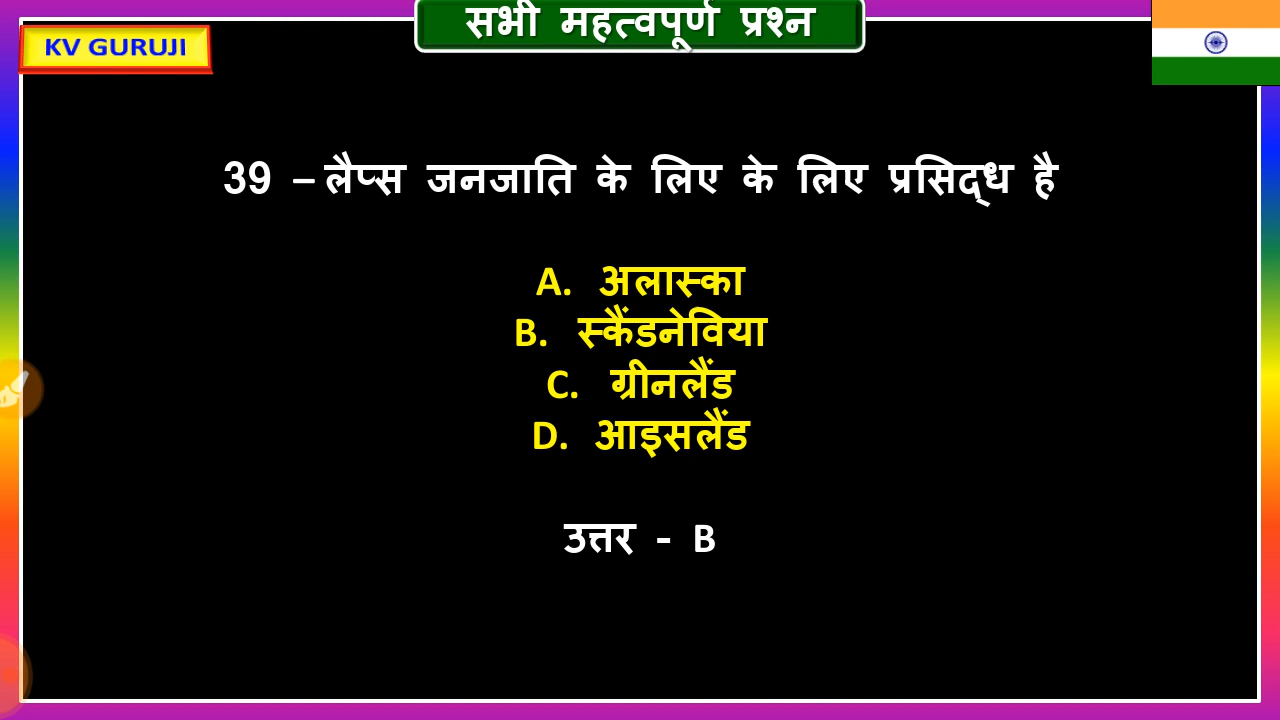 सभी महत्वपूर्ण प्रश्न
KV GURUJI
39 – लैप्स जनजाति के लिए के लिए प्रसिद्ध है
A. अलास्का
B. स्कैंडनेविया
C. ग्रीनलैंड
D. आइसलैंड
उत्तर - B